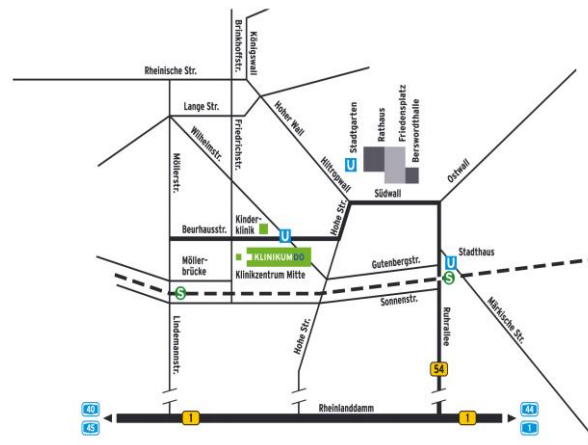 Brinkhoffstr.
Königswall
Rheinische Str.
Lange Str.
Hoher Wall
Wilhelmstr.
Friedrichstr.
Möllerstr.
Hiltropwall
U
Stadtgarten
Rathaus
Friedensplatz
Berswordthalle
Ostwall
Südwall
Hohe Str.
Beurhausstr.
Kinder-
klinik
U
KLINIKUMDO
Klinikzentrum Mitte
Möller-
brücke
Gutenbergstr.
U
Stadthaus
S
S
Sonnenstr.
Märkische Str.
Lindemannstr.
Hohe Str.
Ruhrallee
54
Rheinlanddamm
40
45
1
1
44
1